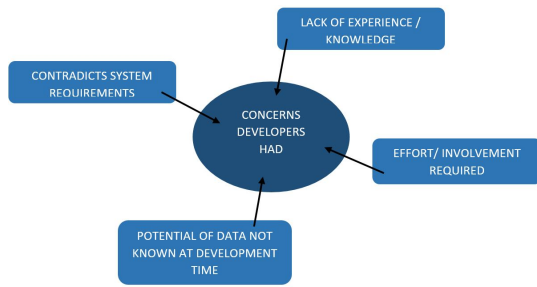 LACK OF EXPERIENCE /
KNOWLEDGE
CONTRADICTS SYSTEM
REQUIREMENTS
CONCERNS
DEVELOPERS
HAD
EFFORT/ INVOLVEMENT
REQUIRED
POTENTIAL OF DATA NOT
KNOWN AT DEVELOPMENT
TIME